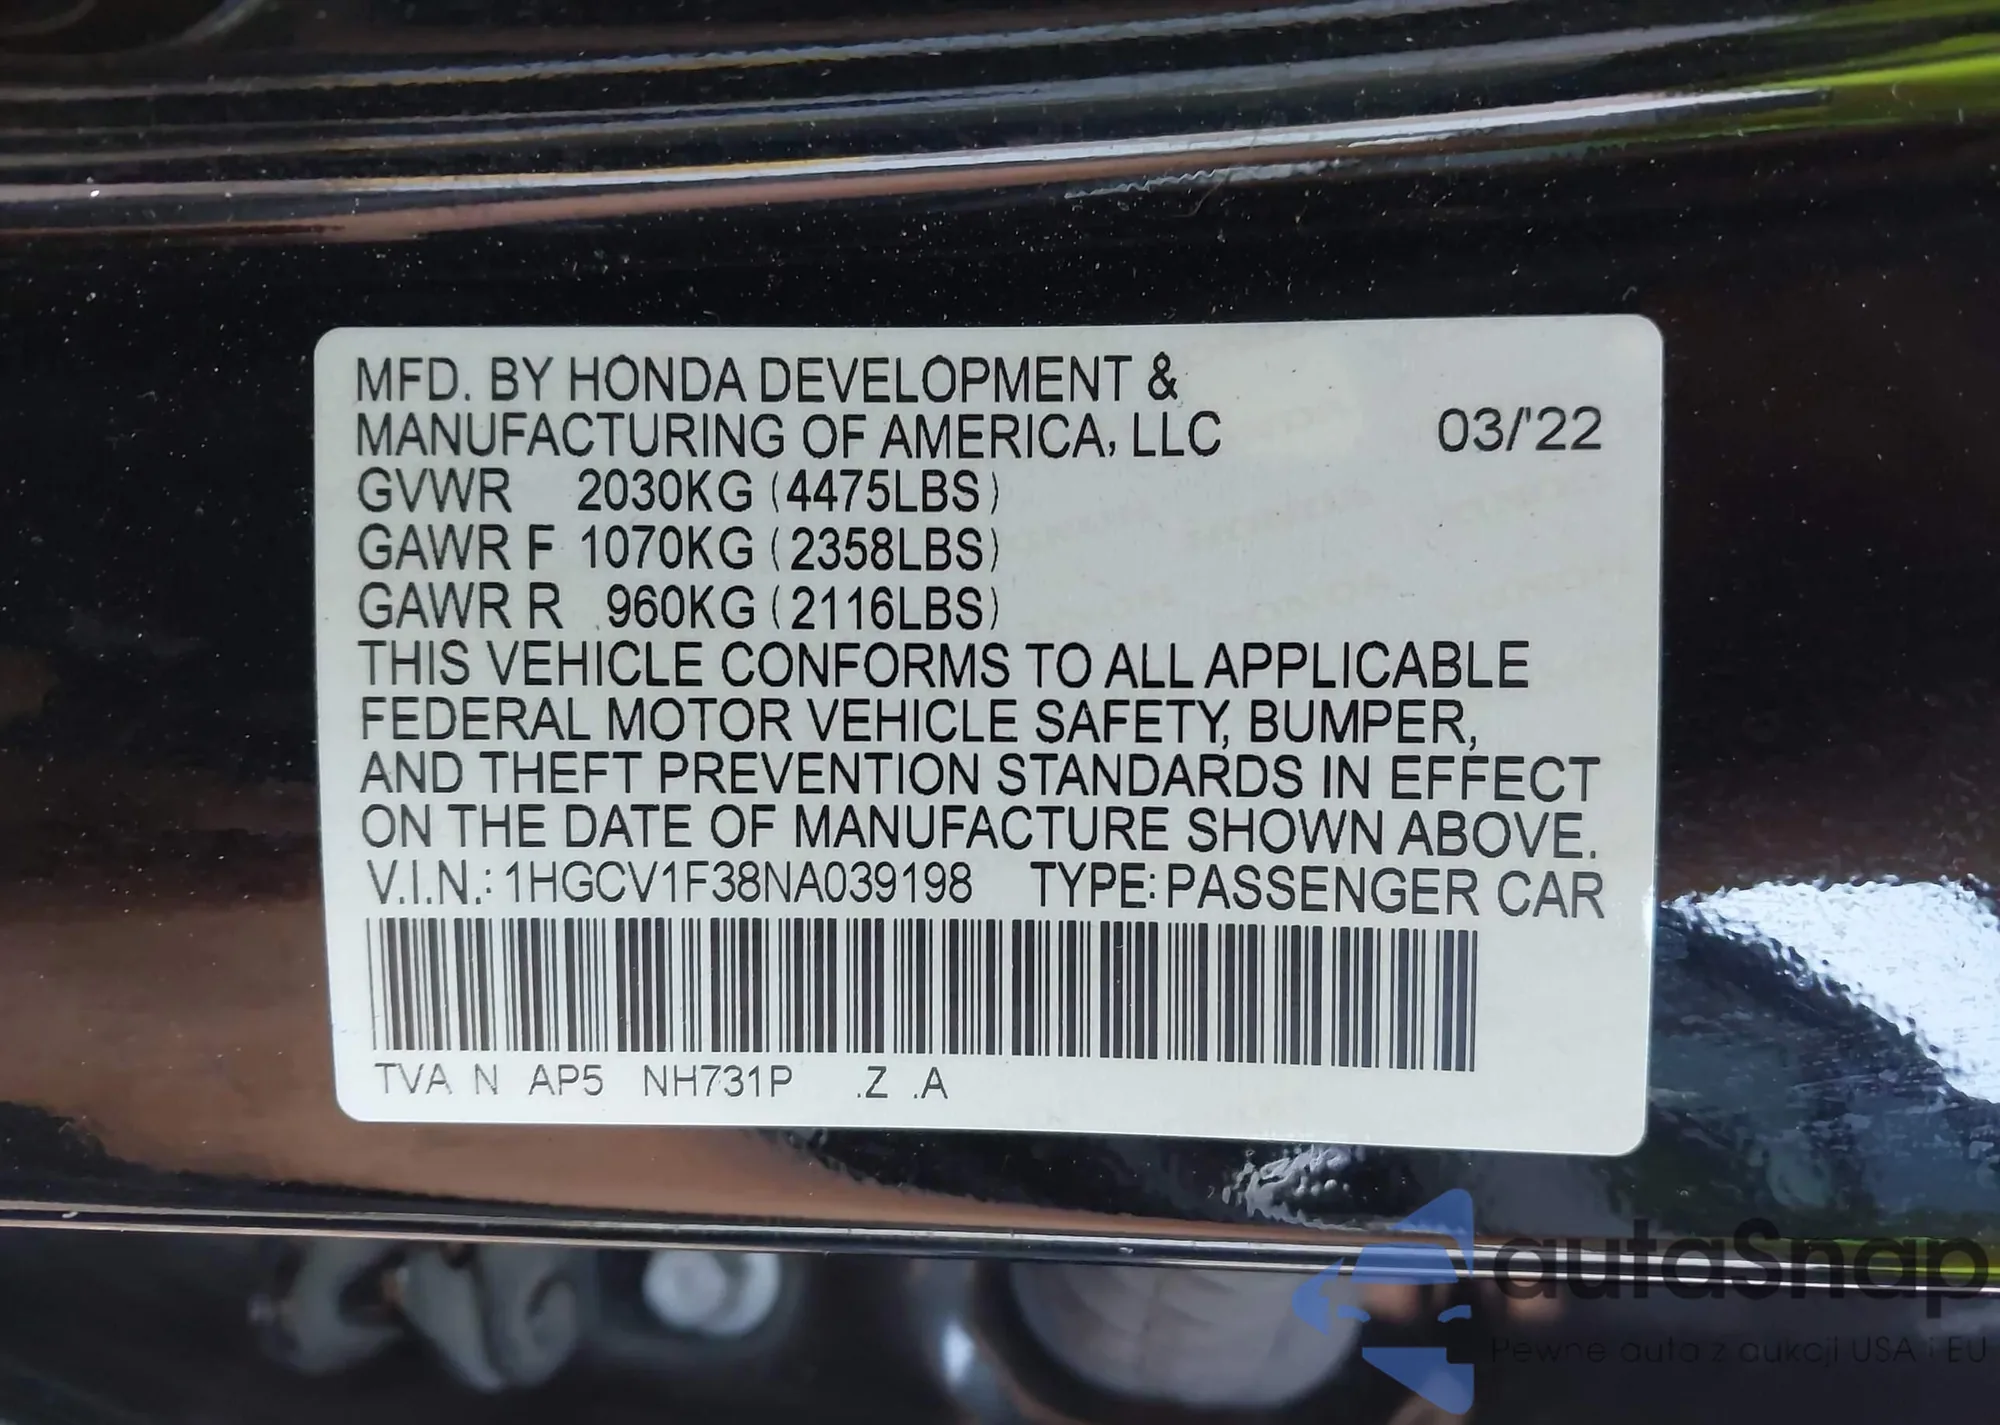 MFD. BY HONDA DEVELOPMENT &
MANUFACTURING OF AMERICA, LLC 03/'22
GVWR 2030KG (4475LBS)
GAWR F 1070KG (2358LBS)
GAWR R 960KG (2116LBS)
THIS VEHICLE CONFORMS TO ALL APPLICABLE
FEDERAL MOTOR VEHICLE SAFETY, BUMPER,
AND THEFT PREVENTION STANDARDS IN EFFECT
ON THE DATE OF MANUFACTURE SHOWN ABOVE.
V.I.N.: 1HGCV1F38NA039198 TYPE: PASSENGER CAR
TVA N AP5 NH731P .Z .A
autaSnap
Pewne auta z aukcji USA i EU